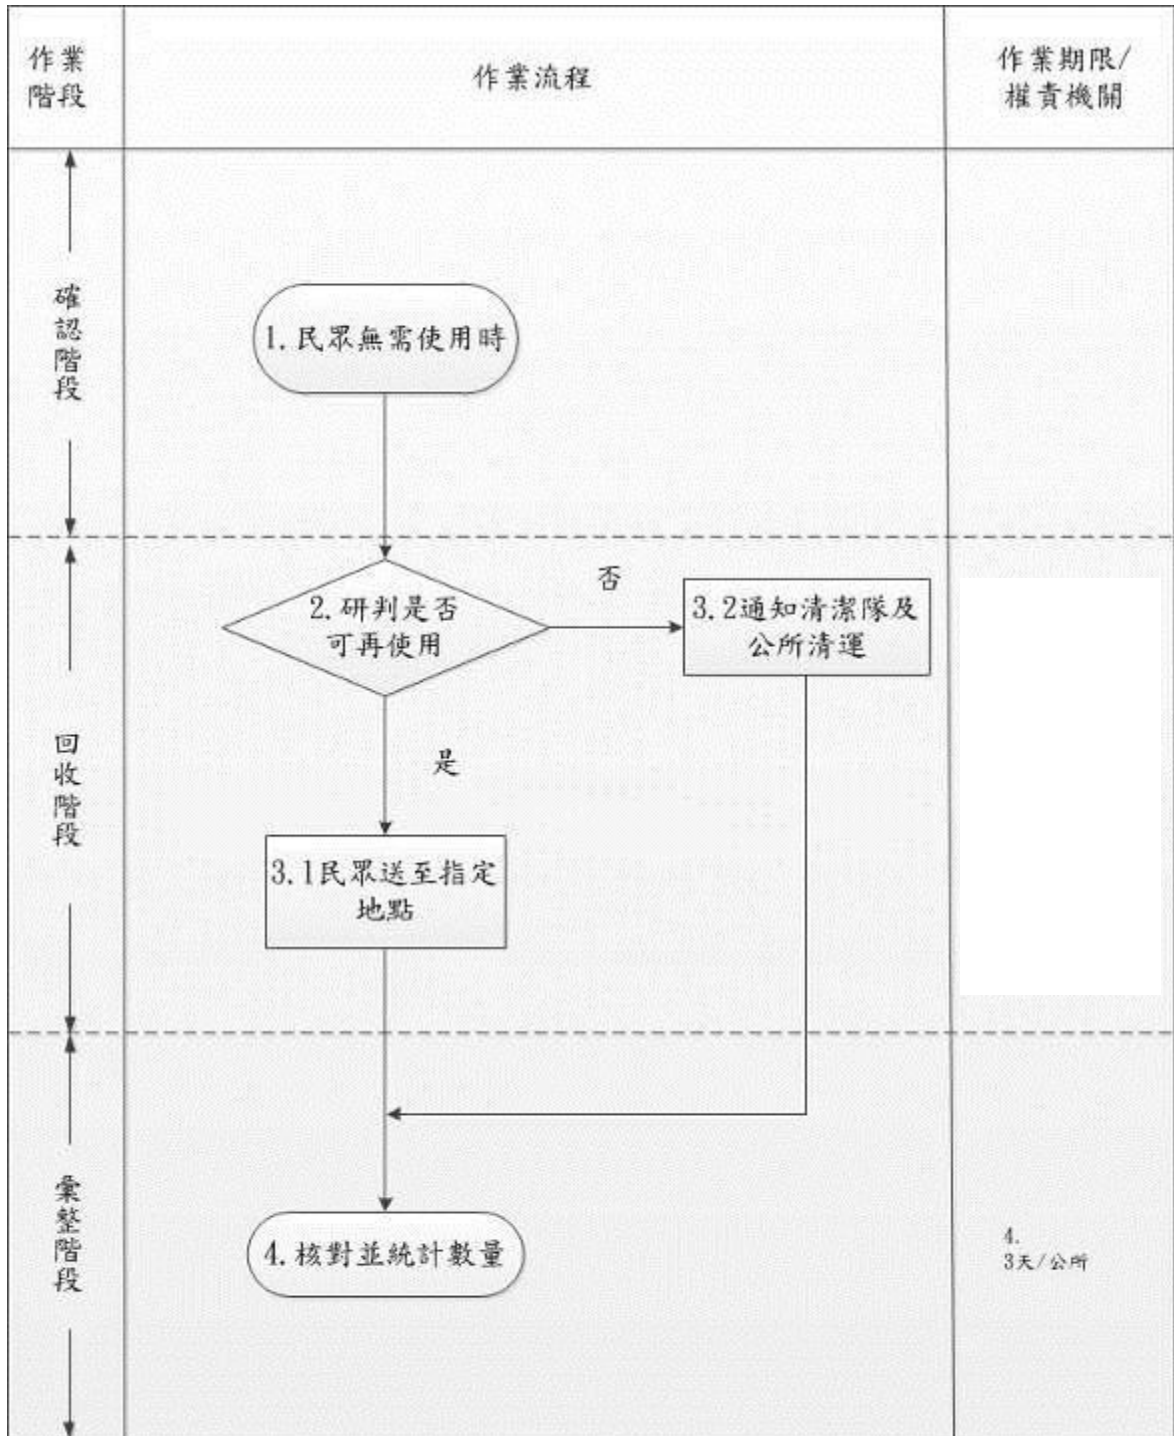 作業
階段
作業流程
作業期限/
權責機關
確認階段
1. 民眾無需使用時
回收階段
2. 研判是否
可再使用
否
3.2通知清潔隊及
公所清運
是
3.1民眾送至指定
地點
彙整階段
4. 核對並統計數量
4.
3天/公所